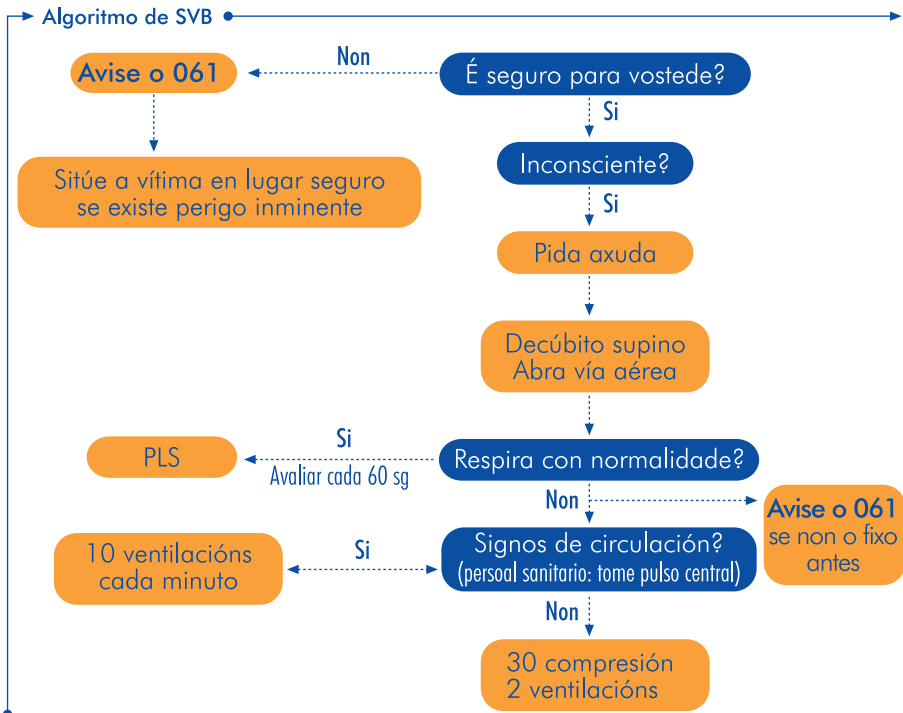 Algoritmo de SVB
Avise o 061
Non
É seguro para vostede?
Si
Sitúe a vítima en lugar seguro
se existe perigo inminente
Inconsciente?
Si
Pida axuda
Decúbito supino
Abra vía aérea
PLS
Si
Avaliar cada 60 sg
Respira con normalidade?
Non
Avise o 061
se non o fixo
antes
10 ventilacións
cada minuto
Si
Signos de circulación?
(persoal sanitario: tome pulso central)
Non
30 compresión
2 ventilacións